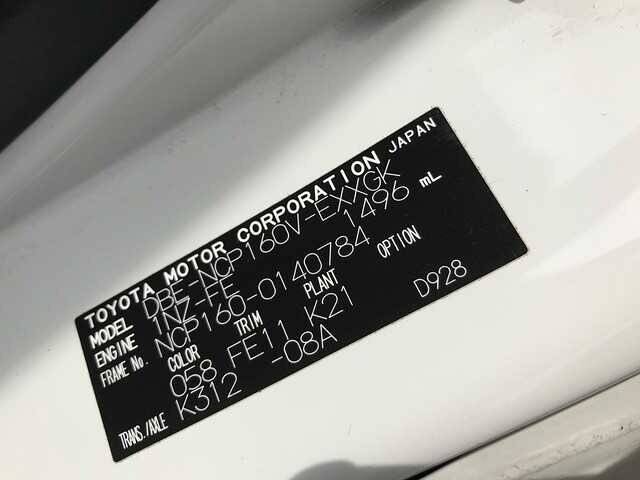 TOYOTA MOTOR CORPORATION JAPAN
MODEL DBE-NCP160V-EXXGK
ENGINE 1NZ-FE 1496 mL
FRAME No. NCP160-0140784
COLOR TRIM PLANT OPTION
058 FE11 K21
TRANS./AXLE K312 -08A D928